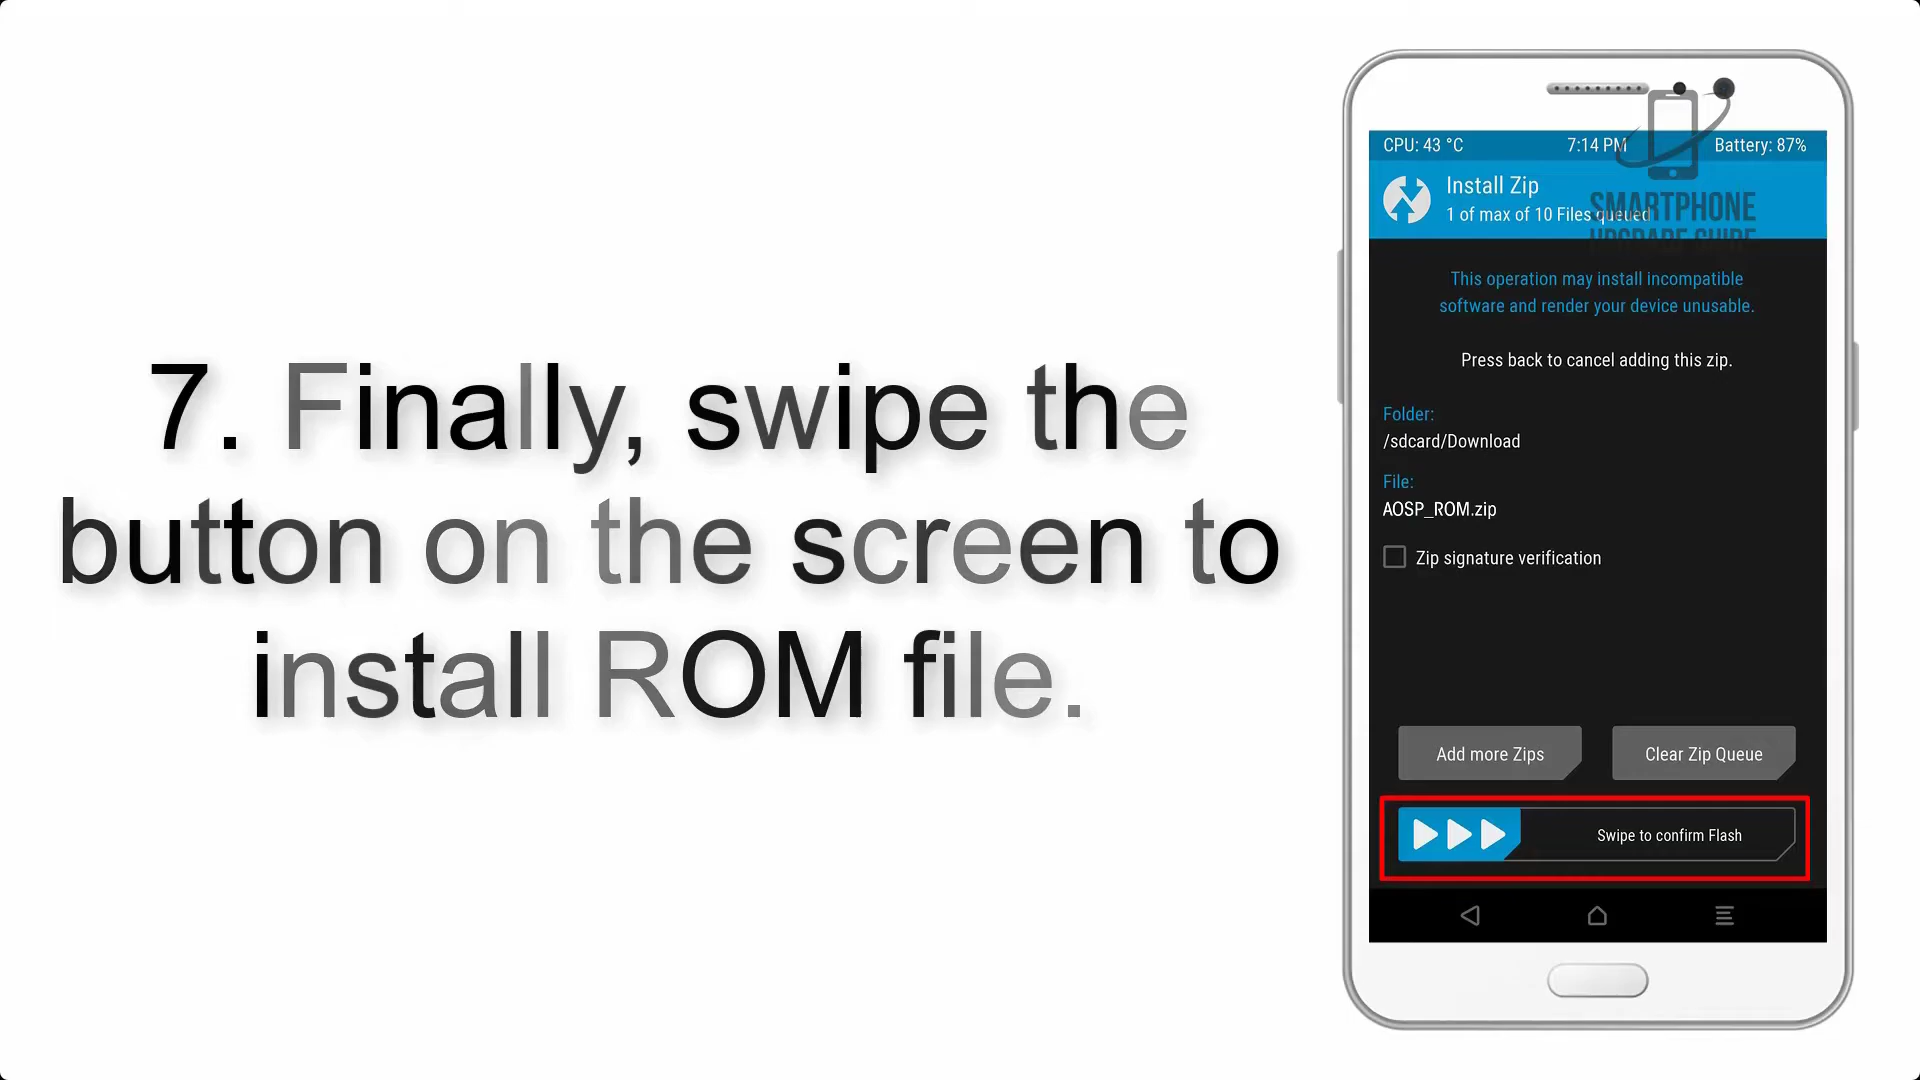 7. Finally, swipe the
button on the screen to
install ROM file.
CPU: 43 °C 7:14 PM Battery: 87%
Install Zip
1 of max of 10 Files queued
SMARTPHONE
UPGRADE GUIDE
This operation may install incompatible
software and render your device unusable.
Press back to cancel adding this zip.
Folder:
/sdcard/Download
File:
AOSP_ROM.zip
Zip signature verification
Add more Zips Clear Zip Queue
Swipe to confirm Flash